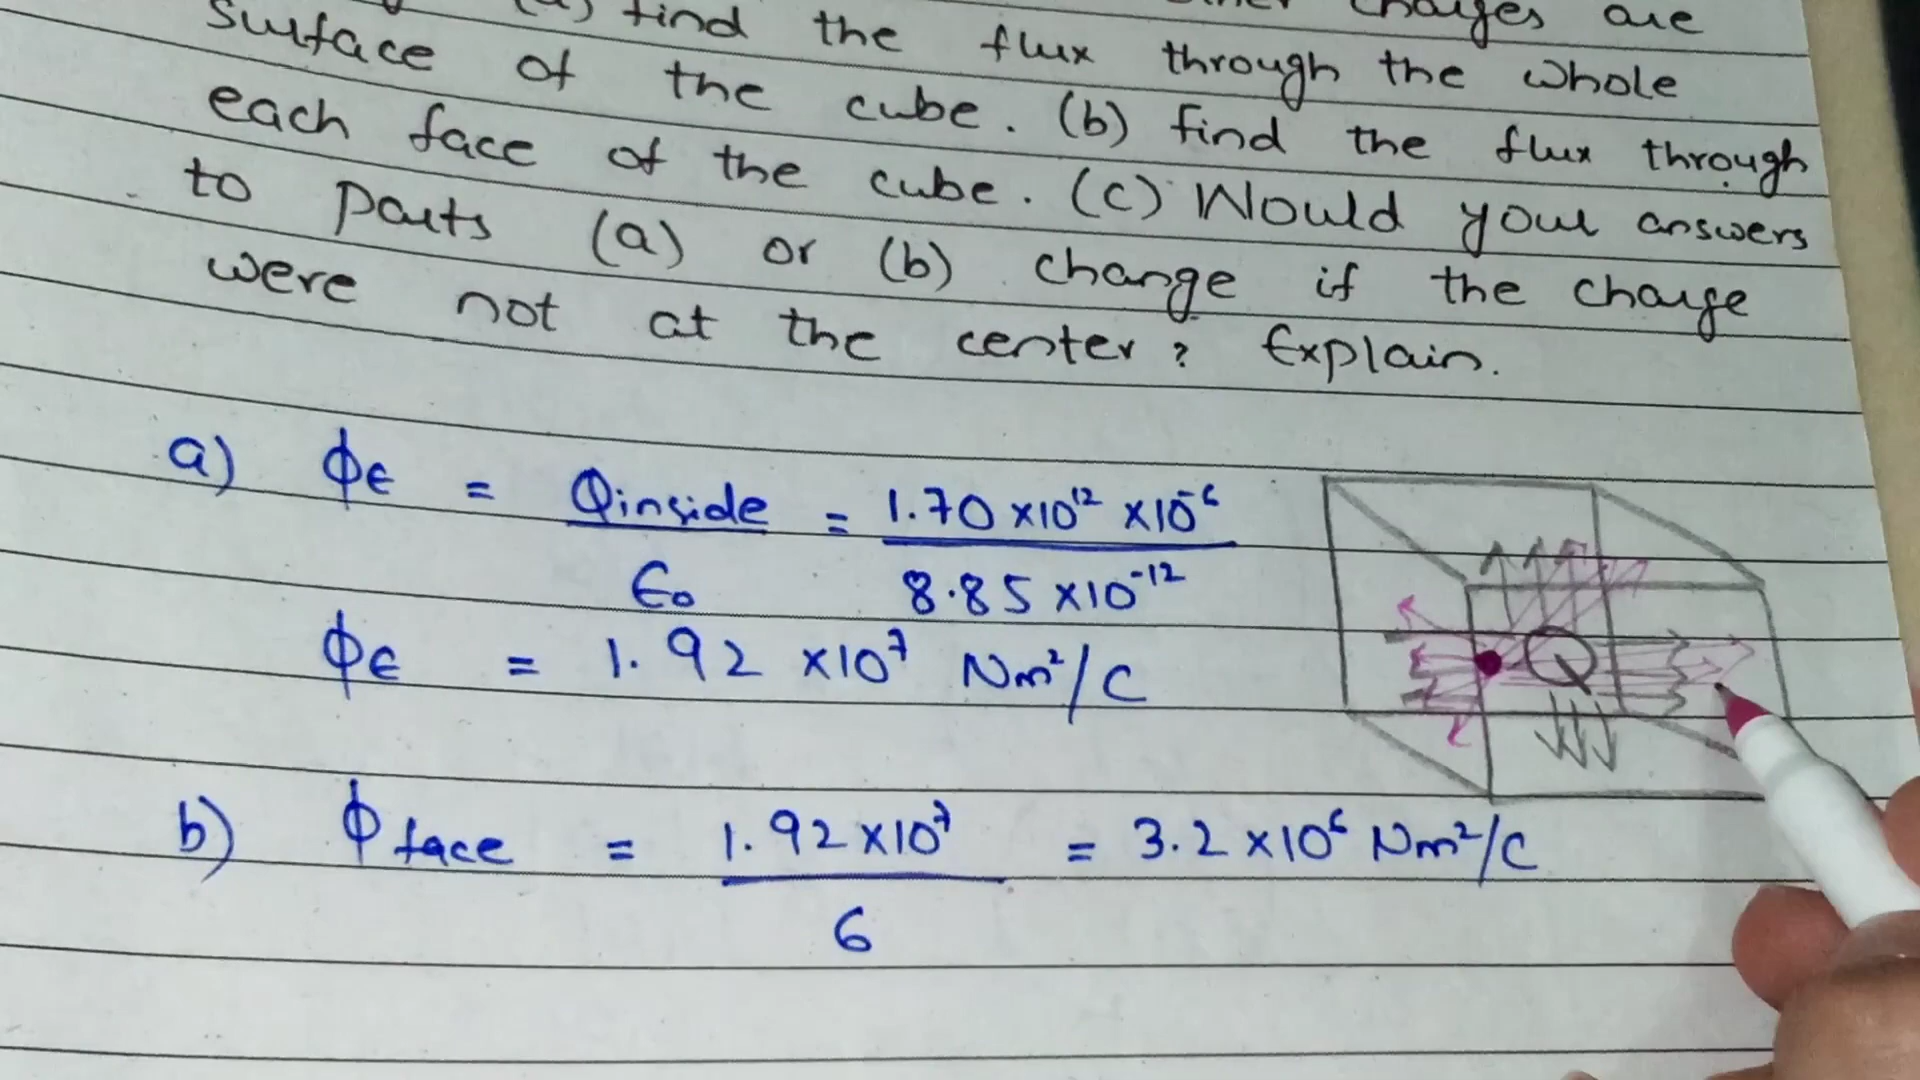 (a) find the flux through the whole
surface of the cube. (b) find the flux through
each face of the cube. (c) Would your answers
to parts (a) or (b) change if the charge
were not at the center? Explain.
a) ΦE = Qinside / ϵ0 = 1.70 ×10^12 ×10^-6 / 8.85 ×10^-12
ΦE = 1.92 ×10^7 Nm²/C
Q
b) Φface = 1.92 ×10^7 / 6 = 3.2 ×10^6 Nm²/C